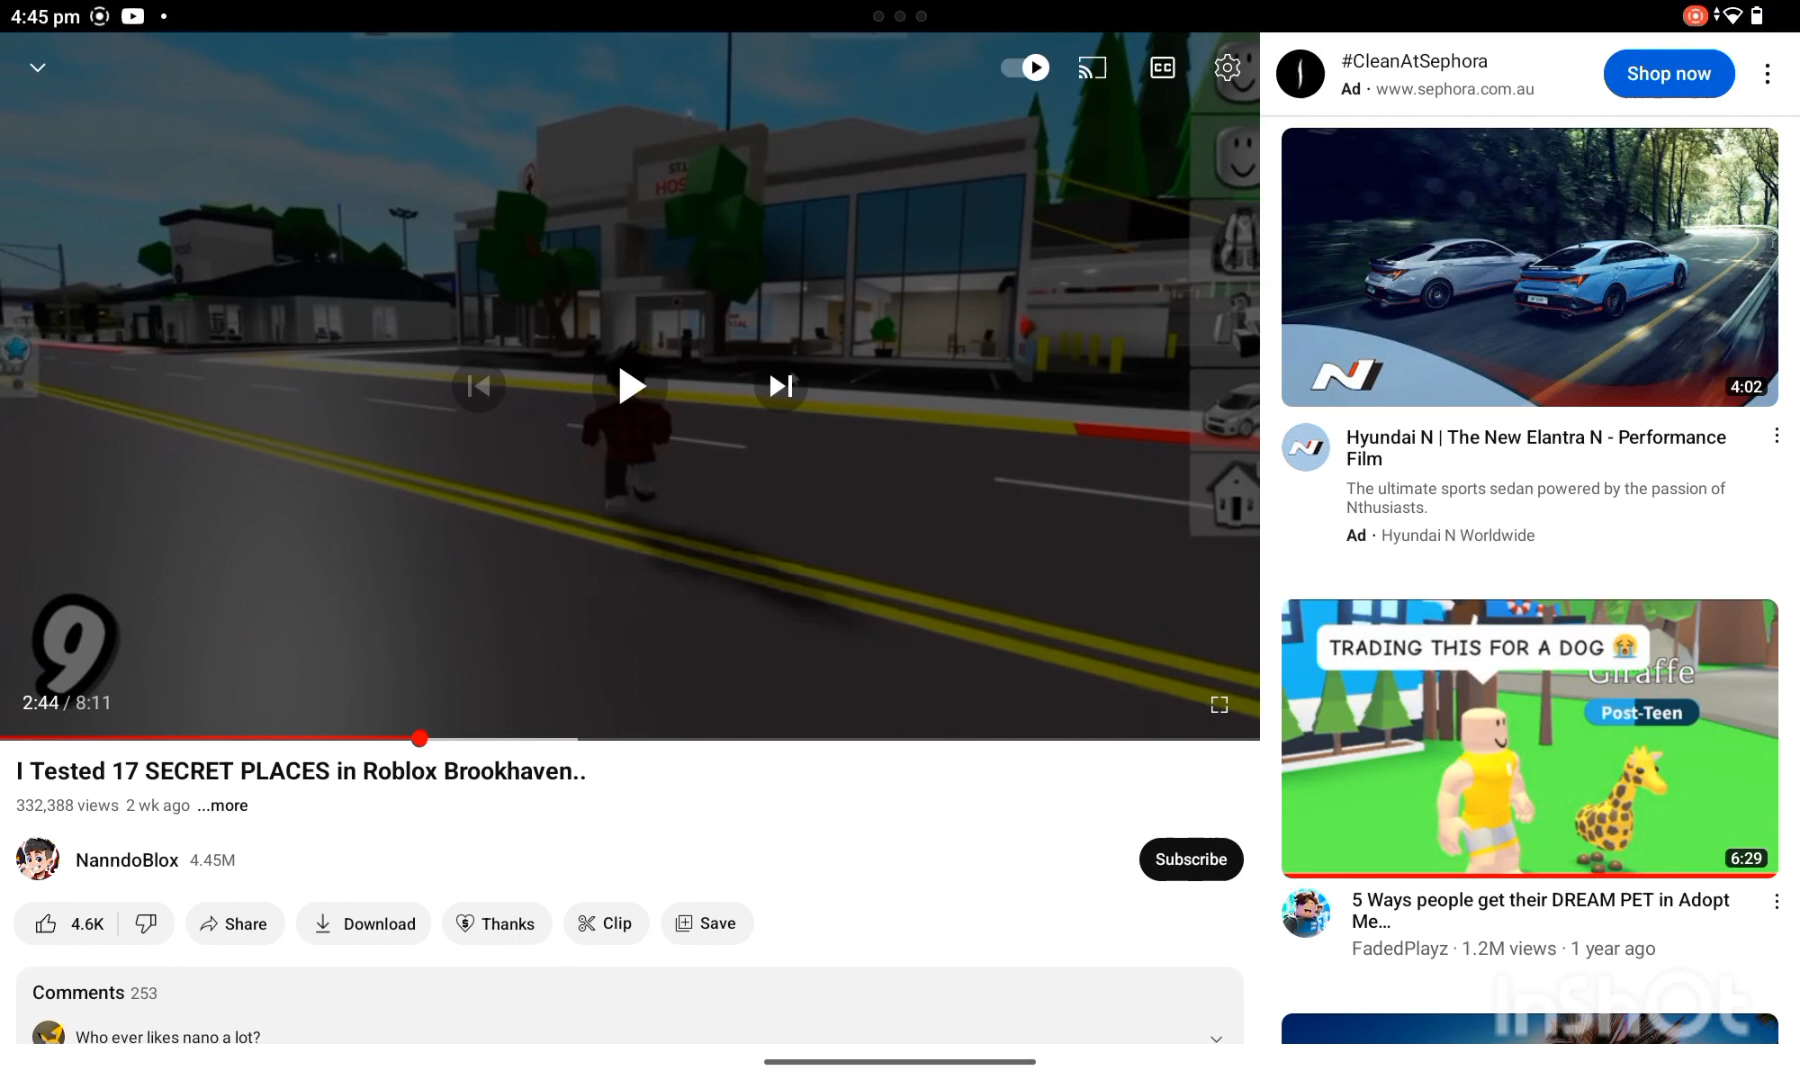 4:45 pm
CC
ST.L
HOS
9
2:44 / 8:11
I Tested 17 SECRET PLACES in Roblox Brookhaven..
332,388 views 2 wk ago ...more
NanndoBlox 4.45M
Subscribe
4.6K
Share
Download
Thanks
Clip
Save
Comments 253
Who ever likes nano a lot?
#CleanAtSephora
Ad · www.sephora.com.au
Shop now
N
4:02
Hyundai N | The New Elantra N - Performance
Film
The ultimate sports sedan powered by the passion of
Nthusiasts.
Ad · Hyundai N Worldwide
TRADING THIS FOR A DOG 😭
Giraffe
Post-Teen
6:29
5 Ways people get their DREAM PET in Adopt
Me...
FadedPlayz · 1.2M views · 1 year ago
InShOt